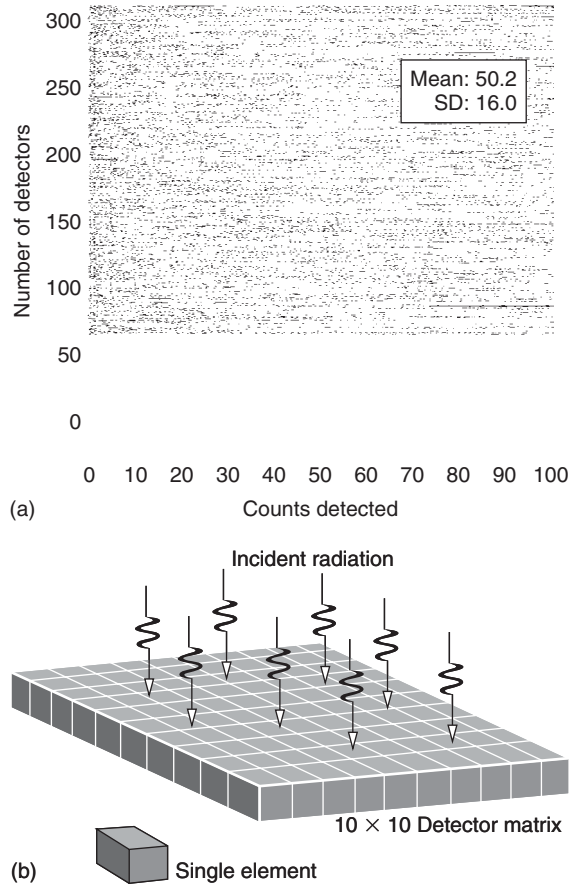 300
250
200
150
100
50
0
Number of detectors
Mean: 50.2
SD: 16.0
0 10 20 30 40 50 60 70 80 90 100
(a)
Counts detected
Incident radiation
10 × 10 Detector matrix
(b)
Single element